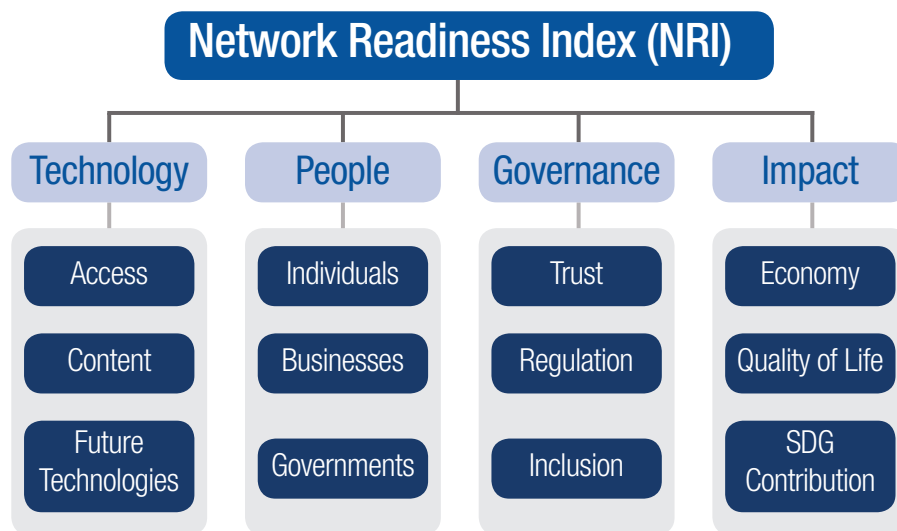 Network Readiness Index (NRI)
Technology
People
Governance
Impact
Access
Individuals
Trust
Economy
Content
Businesses
Regulation
Quality of Life
Future
Technologies
Governments
Inclusion
SDG
Contribution